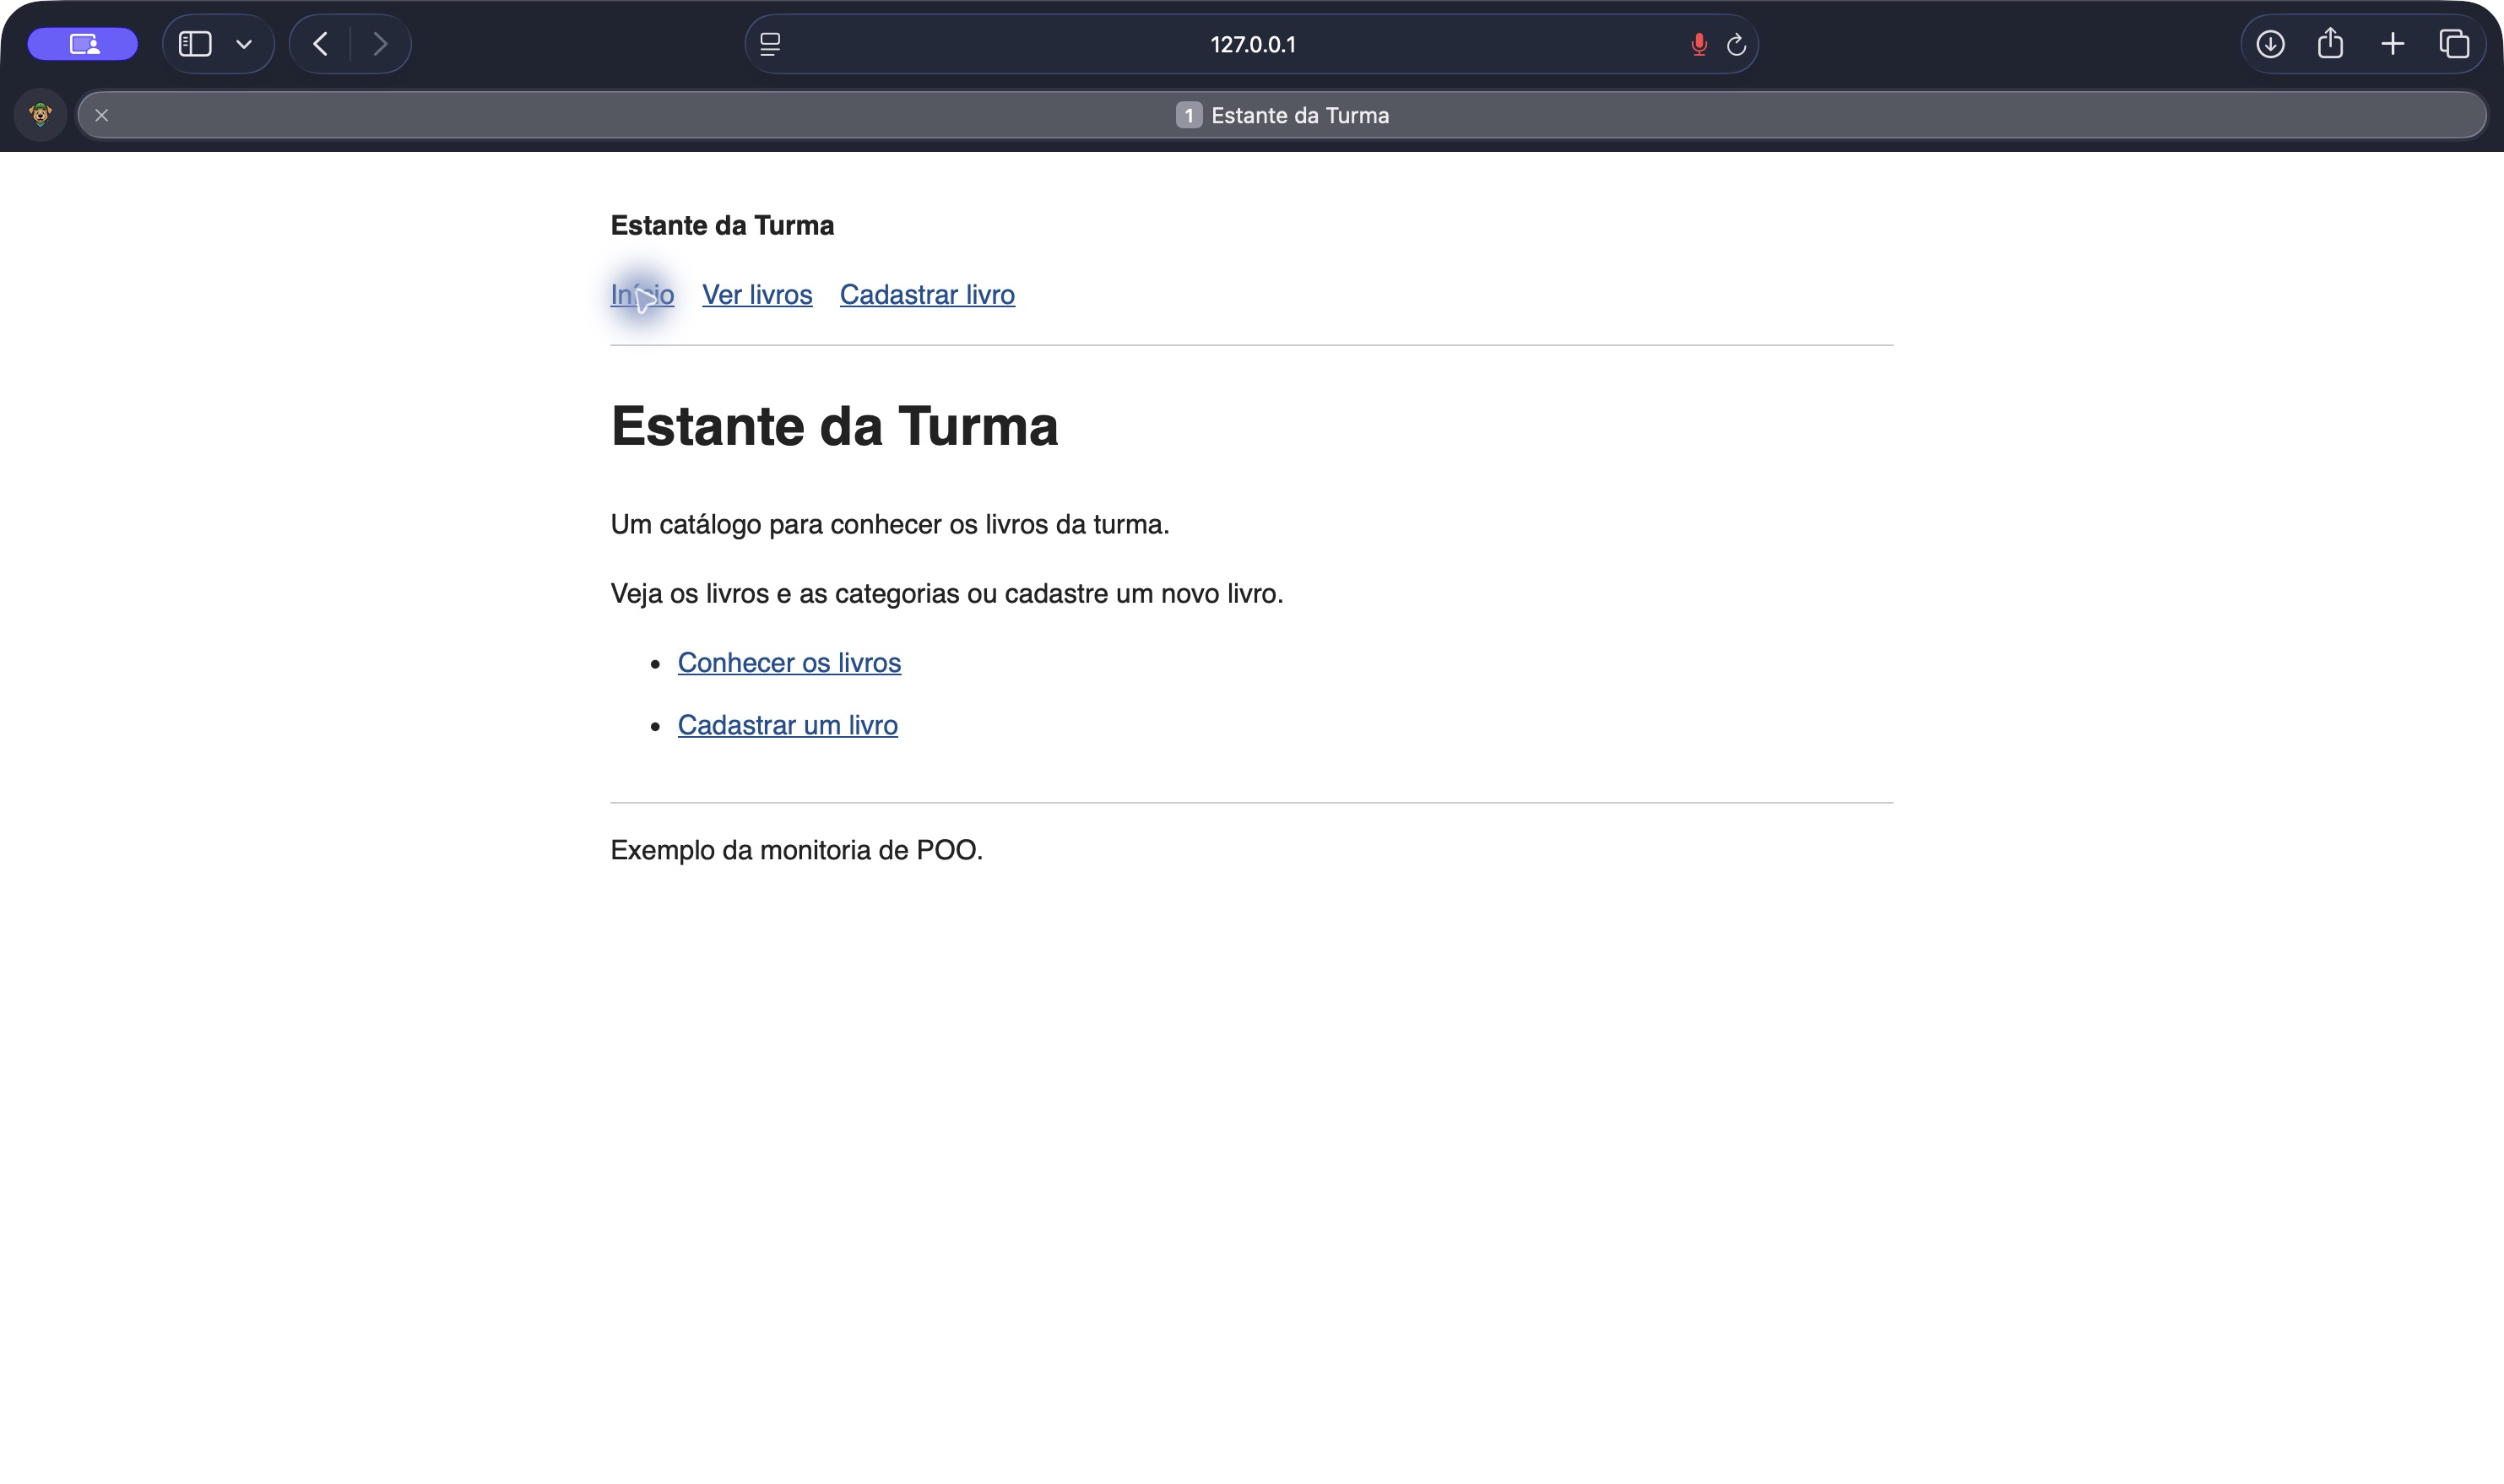 127.0.0.1
1 Estante da Turma
Estante da Turma
Início Ver livros Cadastrar livro
Estante da Turma
Um catálogo para conhecer os livros da turma.
Veja os livros e as categorias ou cadastre um novo livro.
Conhecer os livros
Cadastrar um livro
Exemplo da monitoria de POO.